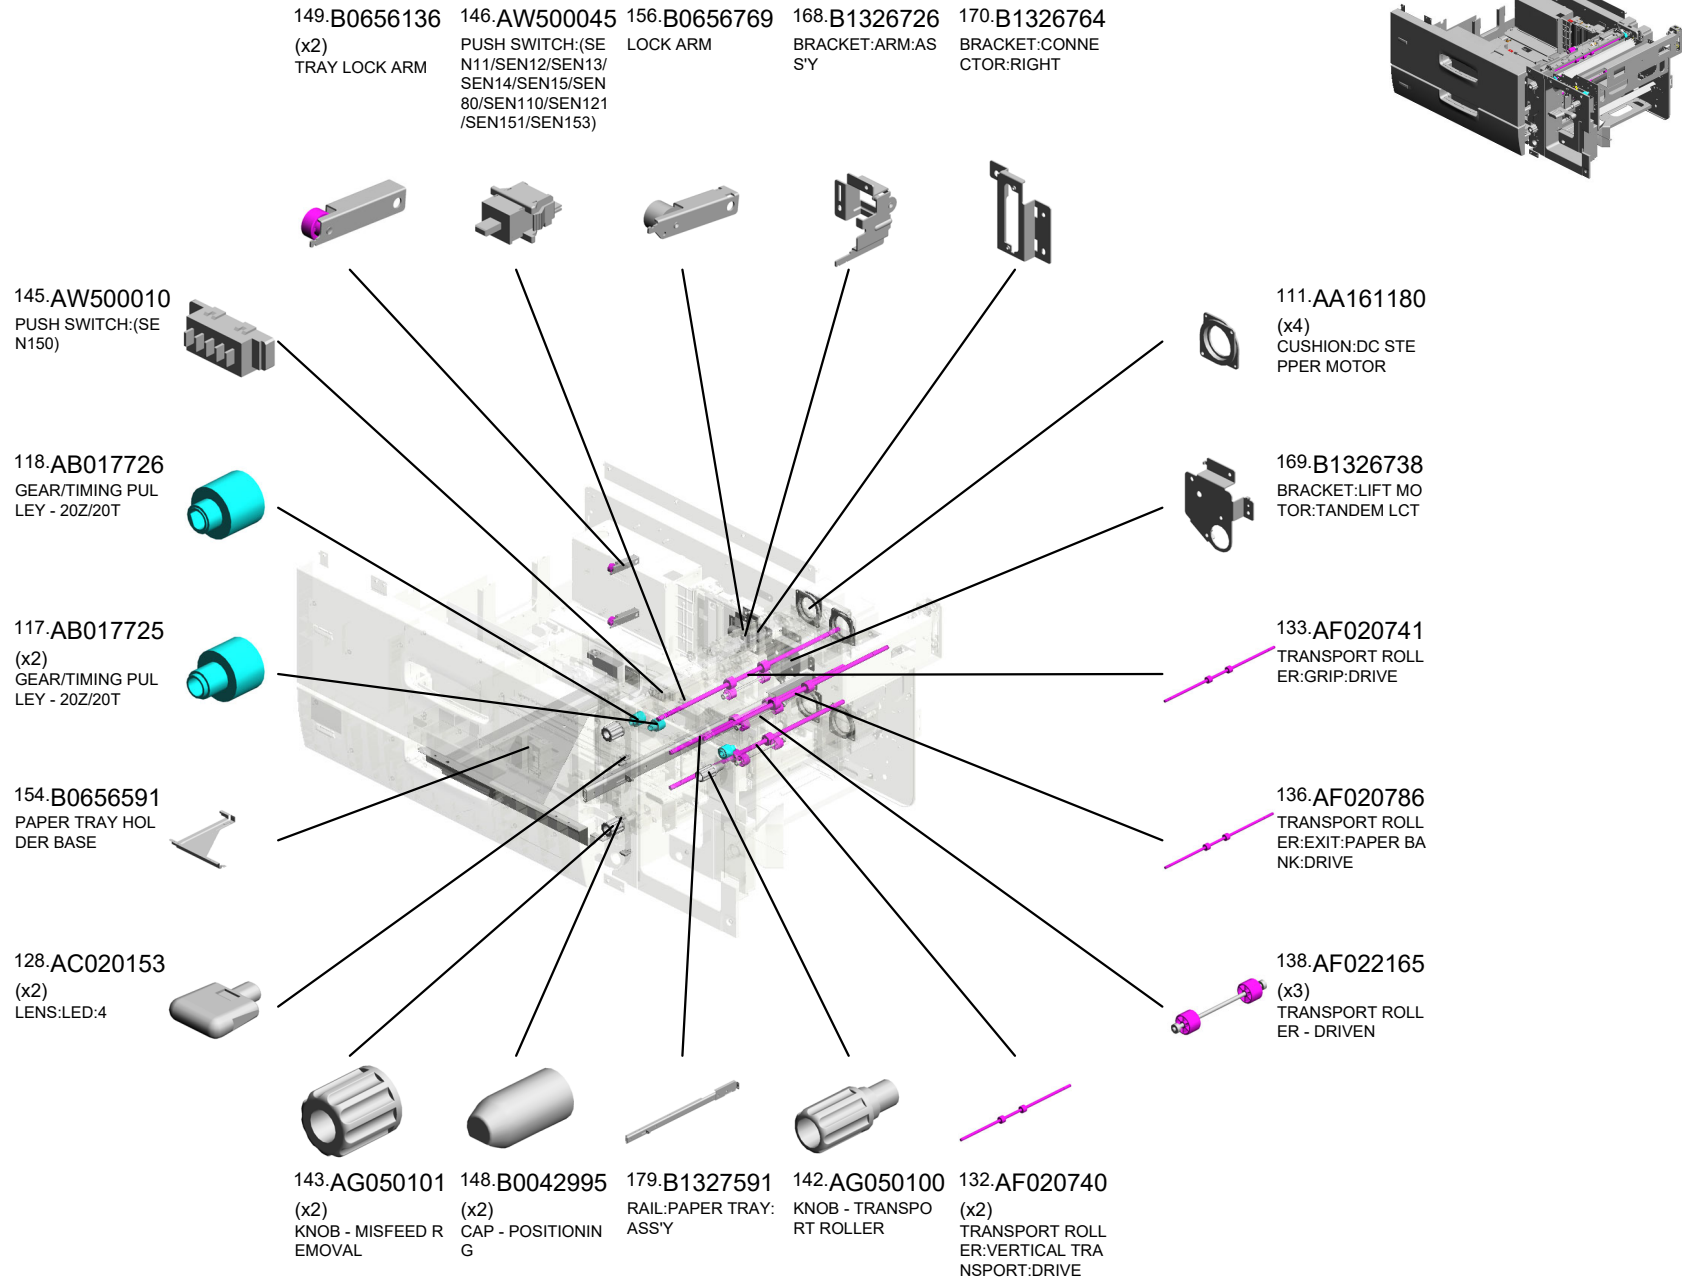 149.B0656136
(x2)
TRAY LOCK ARM
146.AW500045
PUSH SWITCH:(SE
N11/SEN12/SEN13/
SEN14/SEN15/SEN
80/SEN110/SEN121
/SEN151/SEN153)
156.B0656769
LOCK ARM
168.B1326726
BRACKET:ARM:AS
S'Y
170.B1326764
BRACKET:CONNE
CTOR:RIGHT
145.AW500010
PUSH SWITCH:(SE
N150)
111.AA161180
(x4)
CUSHION:DC STE
PPER MOTOR
118.AB017726
GEAR/TIMING PUL
LEY - 20Z/20T
169.B1326738
BRACKET:LIFT MO
TOR:TANDEM LCT
117.AB017725
(x2)
GEAR/TIMING PUL
LEY - 20Z/20T
133.AF020741
TRANSPORT ROLL
ER:GRIP:DRIVE
154.B0656591
PAPER TRAY HOL
DER BASE
136.AF020786
TRANSPORT ROLL
ER:EXIT:PAPER BA
NK:DRIVE
128.AC020153
(x2)
LENS:LED:4
138.AF022165
(x3)
TRANSPORT ROLL
ER - DRIVEN
143.AG050101
(x2)
KNOB - MISFEED R
EMOVAL
148.B0042995
(x2)
CAP - POSITIONIN
G
179.B1327591
RAIL:PAPER TRAY:
ASS'Y
142.AG050100
KNOB - TRANSPO
RT ROLLER
132.AF020740
(x2)
TRANSPORT ROLL
ER:VERTICAL TRA
NSPORT:DRIVE